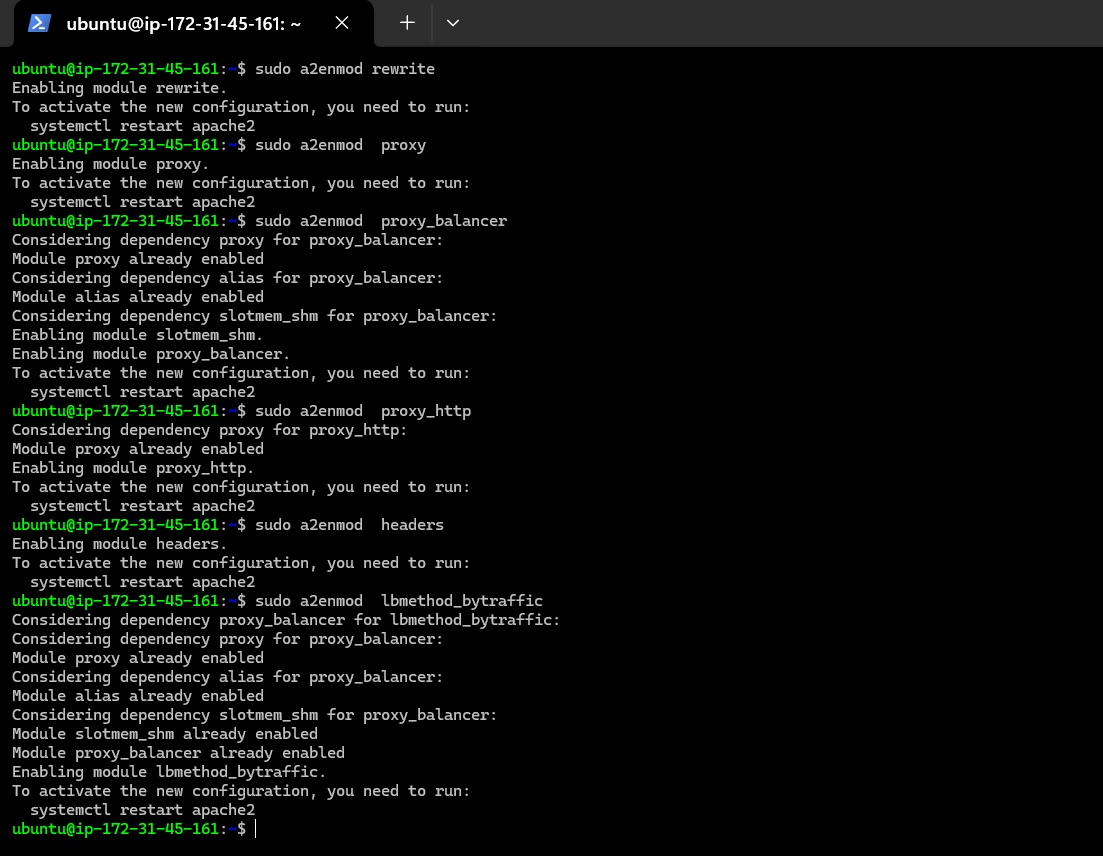 ubuntu@ip-172-31-45-161: ~
ubuntu@ip-172-31-45-161:~$ sudo a2enmod rewrite
Enabling module rewrite.
To activate the new configuration, you need to run:
  systemctl restart apache2
ubuntu@ip-172-31-45-161:~$ sudo a2enmod  proxy
Enabling module proxy.
To activate the new configuration, you need to run:
  systemctl restart apache2
ubuntu@ip-172-31-45-161:~$ sudo a2enmod  proxy_balancer
Considering dependency proxy for proxy_balancer:
Module proxy already enabled
Considering dependency alias for proxy_balancer:
Module alias already enabled
Considering dependency slotmem_shm for proxy_balancer:
Enabling module slotmem_shm.
Enabling module proxy_balancer.
To activate the new configuration, you need to run:
  systemctl restart apache2
ubuntu@ip-172-31-45-161:~$ sudo a2enmod  proxy_http
Considering dependency proxy for proxy_http:
Module proxy already enabled
Enabling module proxy_http.
To activate the new configuration, you need to run:
  systemctl restart apache2
ubuntu@ip-172-31-45-161:~$ sudo a2enmod  headers
Enabling module headers.
To activate the new configuration, you need to run:
  systemctl restart apache2
ubuntu@ip-172-31-45-161:~$ sudo a2enmod  lbmethod_bytraffic
Considering dependency proxy_balancer for lbmethod_bytraffic:
Considering dependency proxy for proxy_balancer:
Module proxy already enabled
Considering dependency alias for proxy_balancer:
Module alias already enabled
Considering dependency slotmem_shm for proxy_balancer:
Module slotmem_shm already enabled
Module proxy_balancer already enabled
Enabling module lbmethod_bytraffic.
To activate the new configuration, you need to run:
  systemctl restart apache2
ubuntu@ip-172-31-45-161:~$